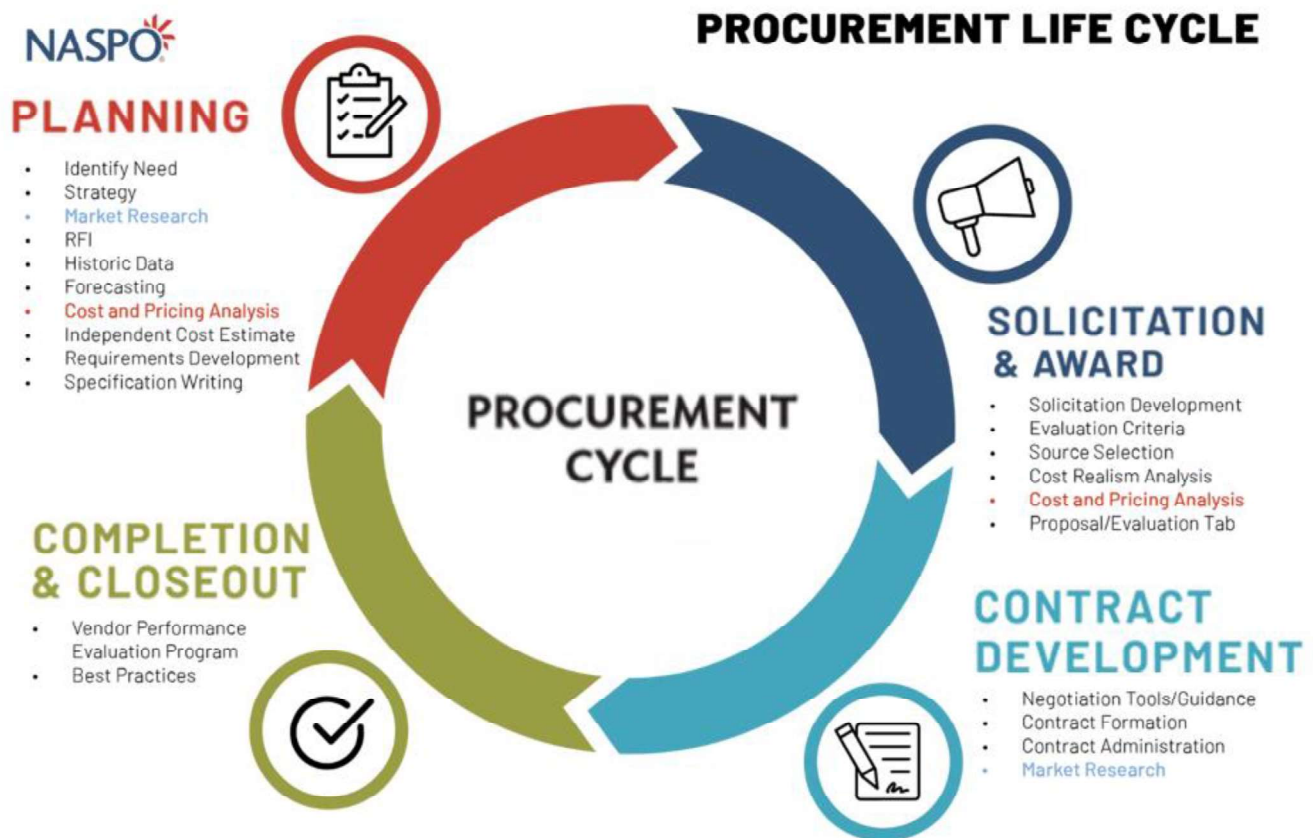 NASPO
PROCUREMENT LIFE CYCLE
PLANNING
• Identify Need
• Strategy
• Market Research
• RFI
• Historic Data
• Forecasting
• Cost and Pricing Analysis
• Independent Cost Estimate
• Requirements Development
• Specification Writing
SOLICITATION
& AWARD
• Solicitation Development
• Evaluation Criteria
• Source Selection
• Cost Realism Analysis
• Cost and Pricing Analysis
• Proposal/Evaluation Tab
PROCUREMENT
CYCLE
CONTRACT
DEVELOPMENT
• Negotiation Tools/Guidance
• Contract Formation
• Contract Administration
• Market Research
COMPLETION
& CLOSEOUT
• Vendor Performance
Evaluation Program
• Best Practices